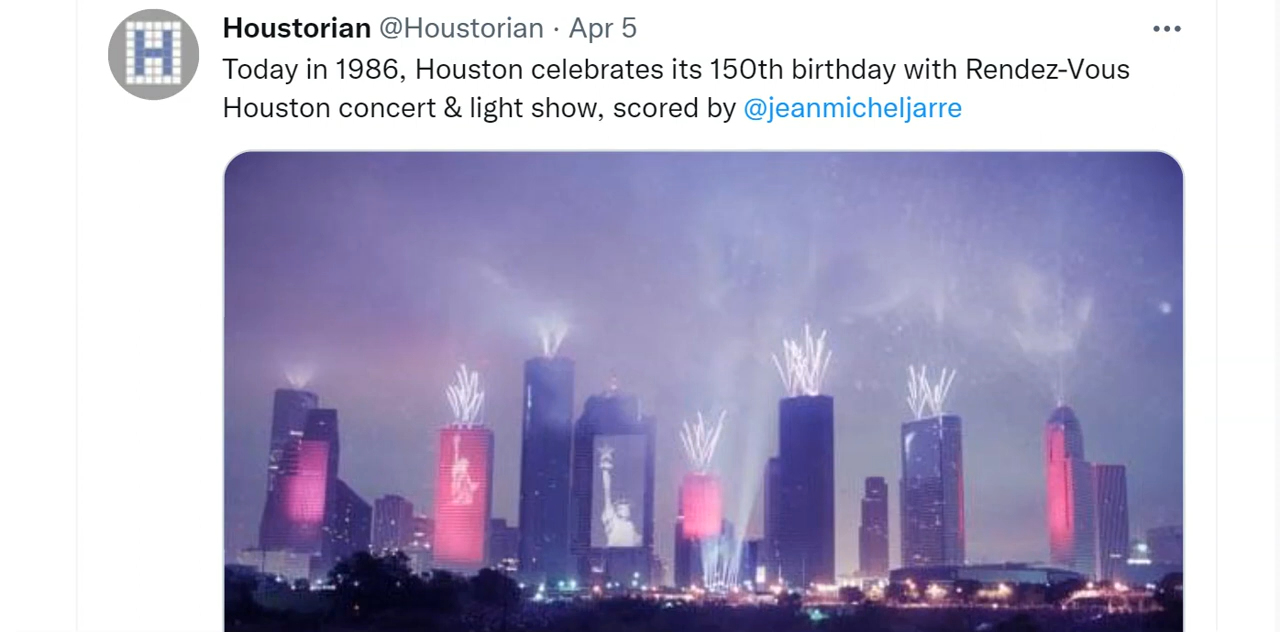 Houstorian @Houstorian · Apr 5
Today in 1986, Houston celebrates its 150th birthday with Rendez-Vous
Houston concert & light show, scored by @jeanmicheljarre